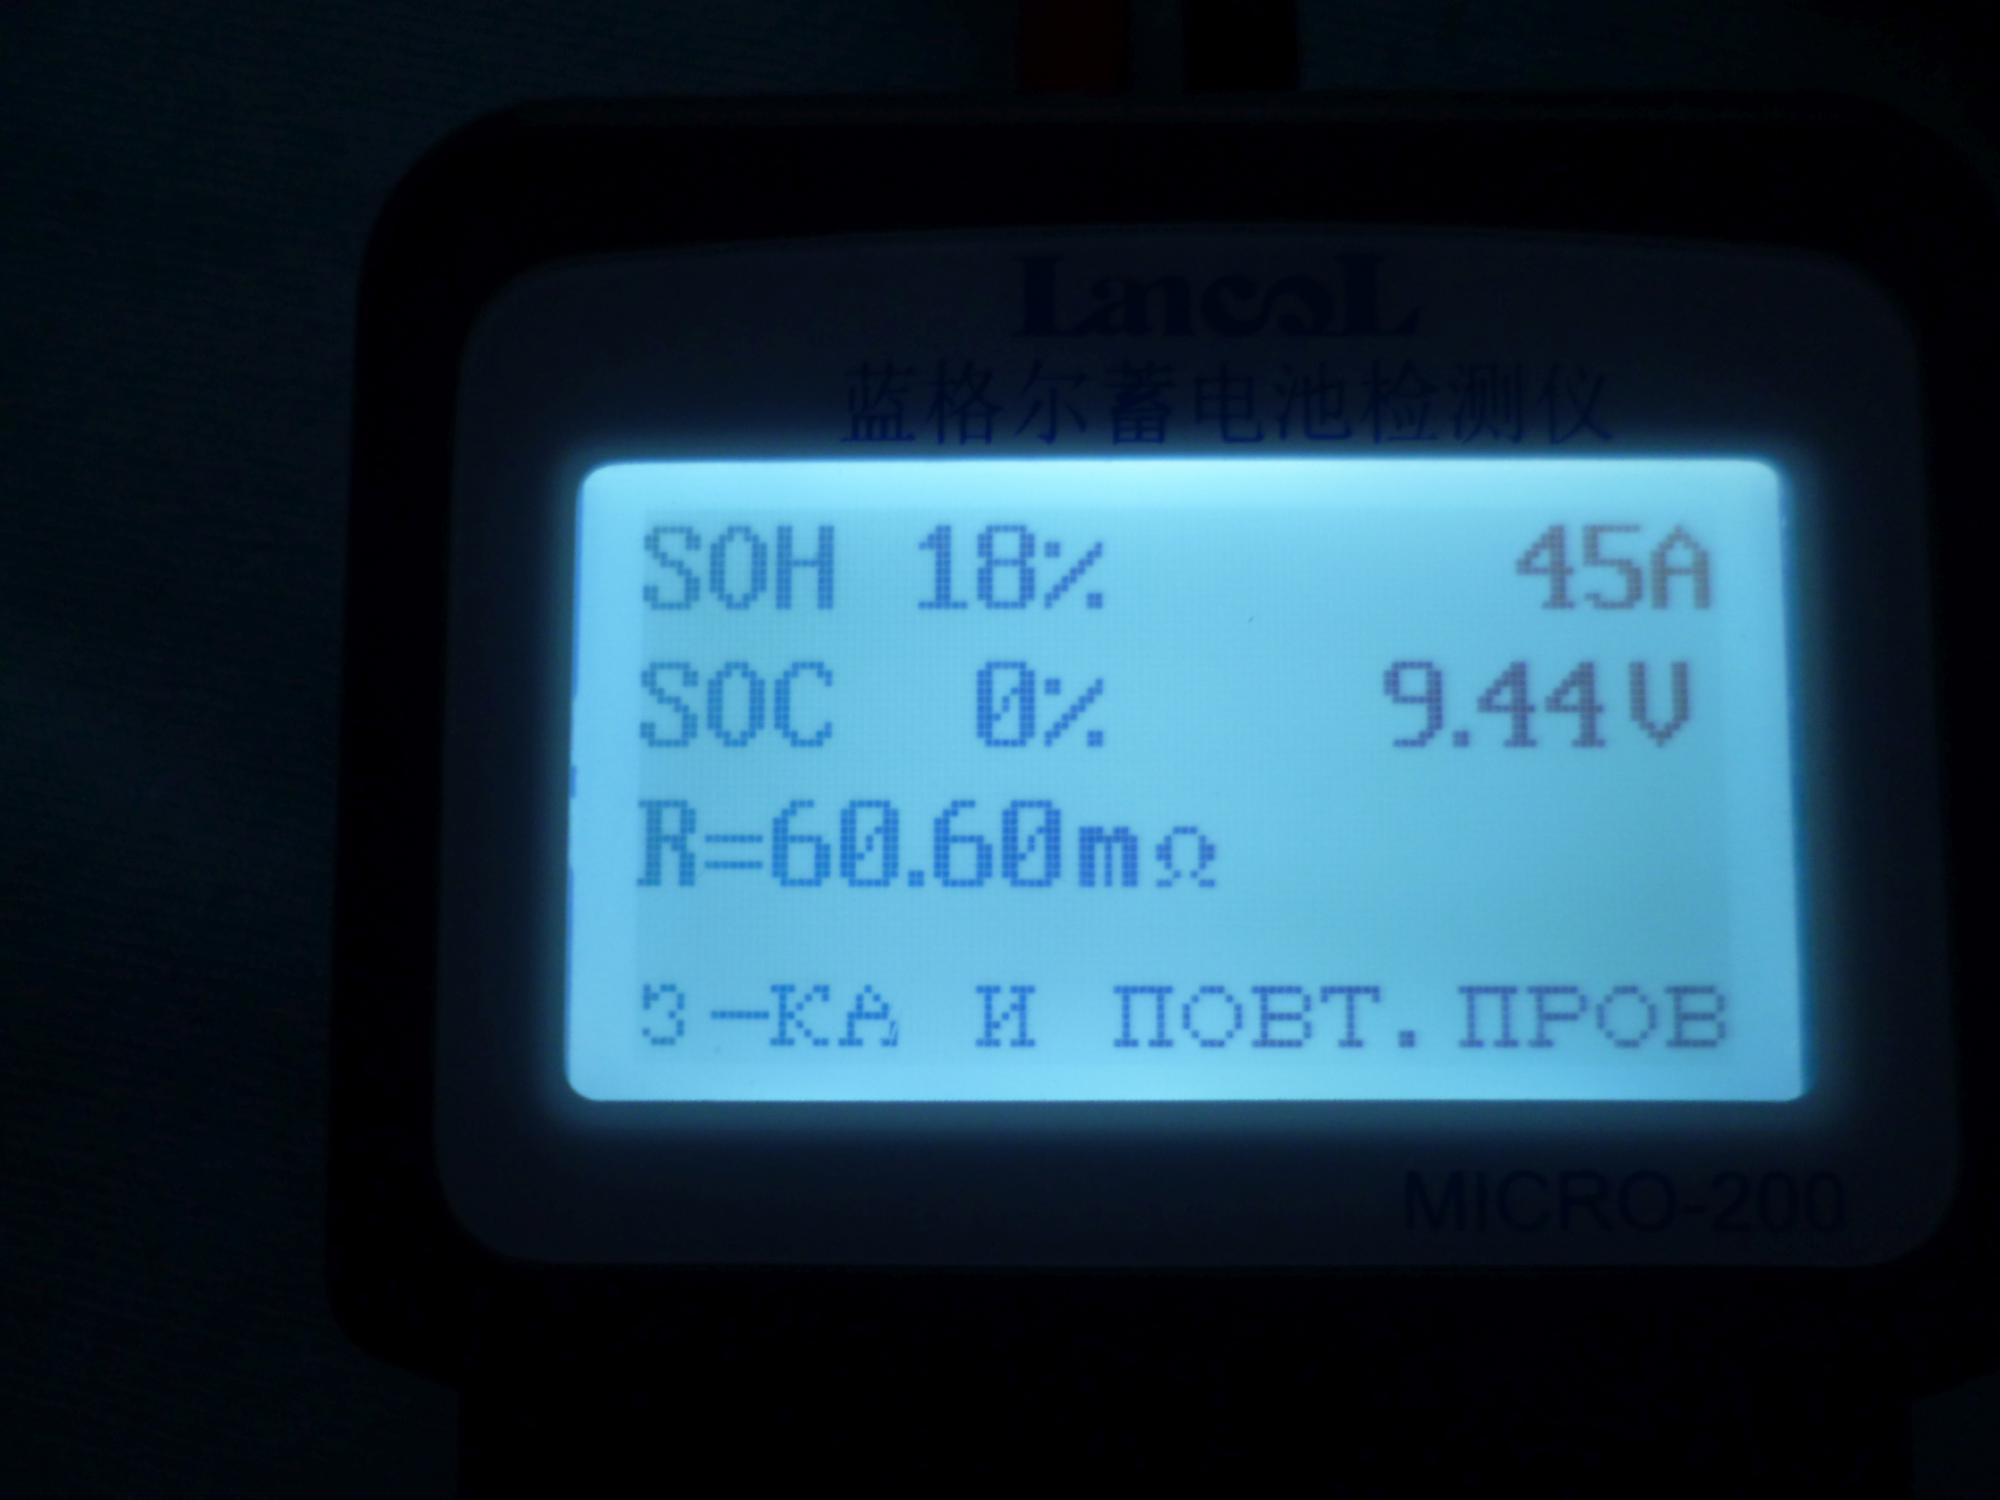 LancoL
蓝格尔蓄电池检测仪
SOH 18% 45A
SOC 0% 9.44V
R=60.60mΩ
З-КА И ПОВТ.ПРОВ
MICRO-200